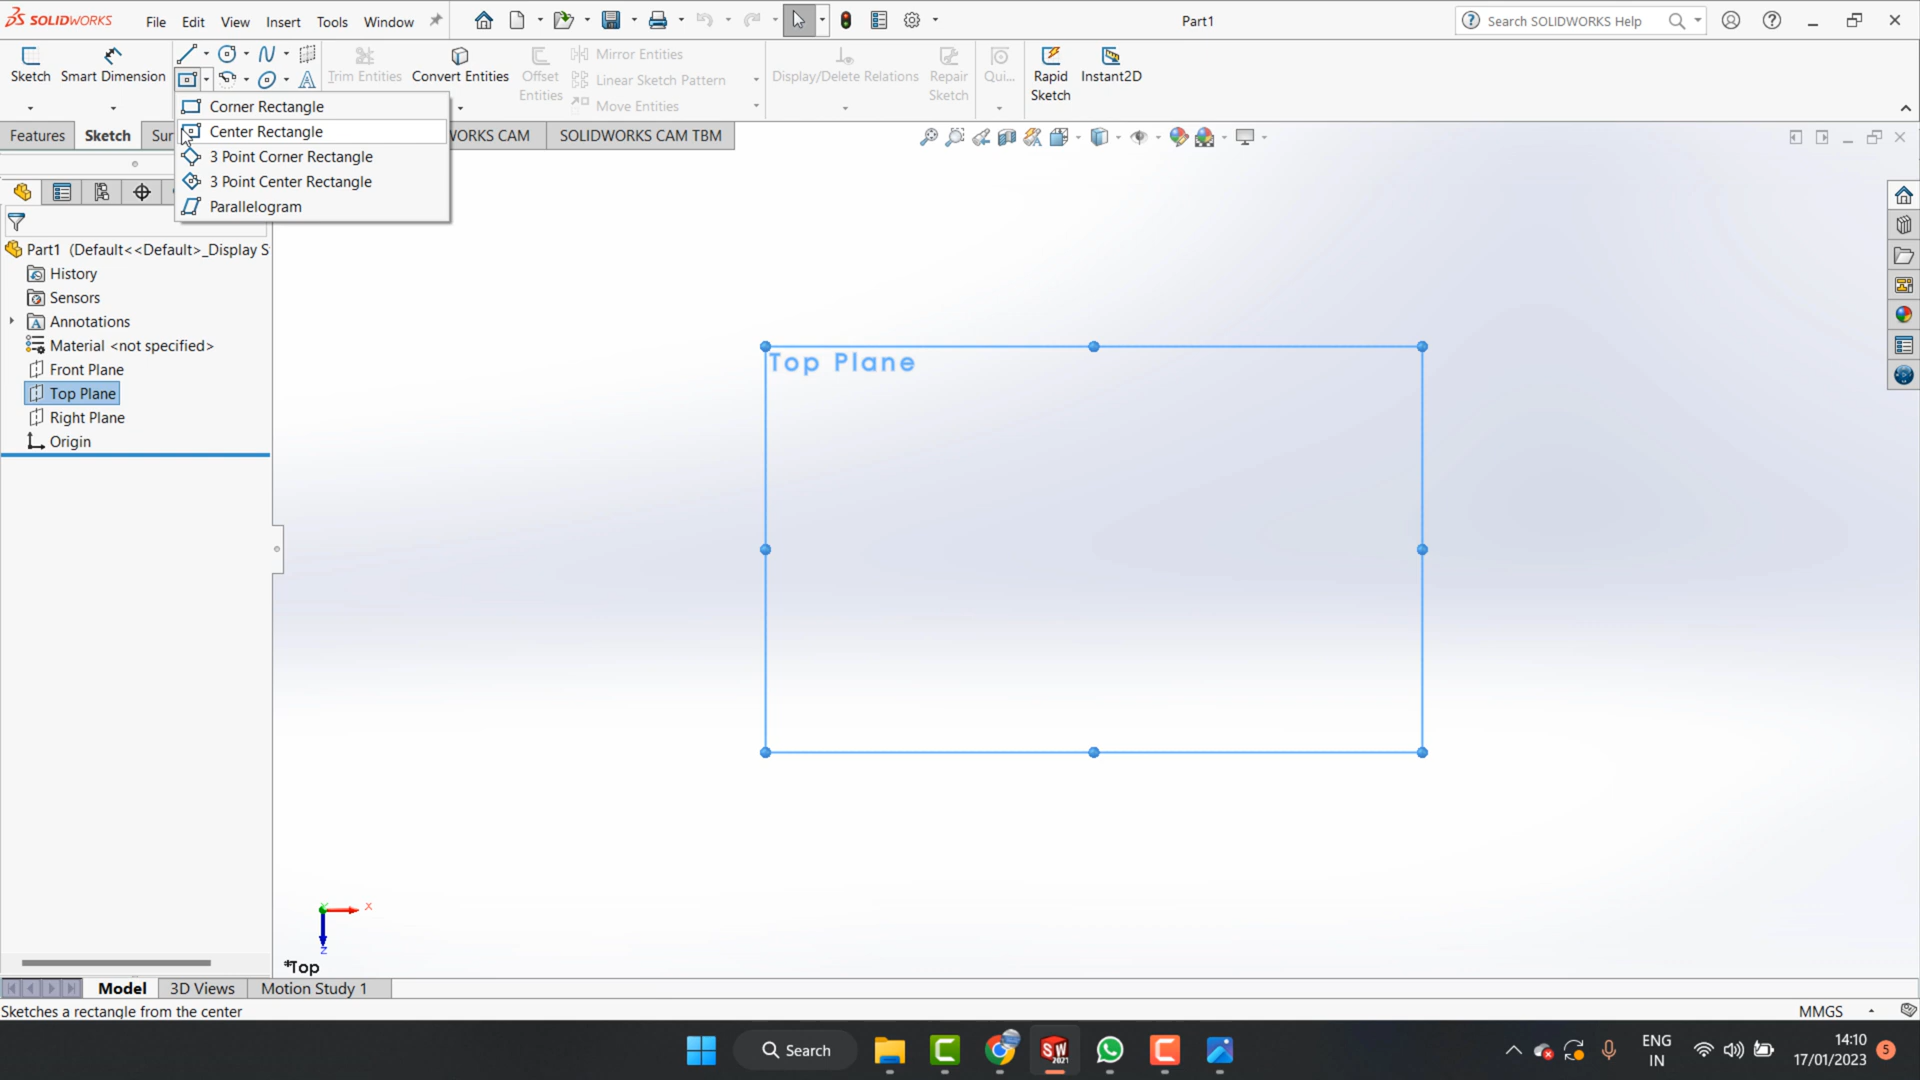 SOLIDWORKS File Edit View Insert Tools Window Part1 Search SOLIDWORKS Help
Sketch Smart Dimension Trim Entities Convert Entities Offset Entities Mirror Entities Linear Sketch Pattern Move Entities Display/Delete Relations Repair Sketch Qui... Rapid Sketch Instant2D
Corner Rectangle
Center Rectangle
3 Point Corner Rectangle
3 Point Center Rectangle
Parallelogram
Features Sketch Sur WORKS CAM SOLIDWORKS CAM TBM
Part1 (Default<<Default>_Display S
History
Sensors
Annotations
Material <not specified>
Front Plane
Top Plane
Right Plane
Origin
Top Plane
X
Z
*Top
Model 3D Views Motion Study 1
Sketches a rectangle from the center MMGS
Search SW 2021 ENG IN 14:10 17/01/2023 5